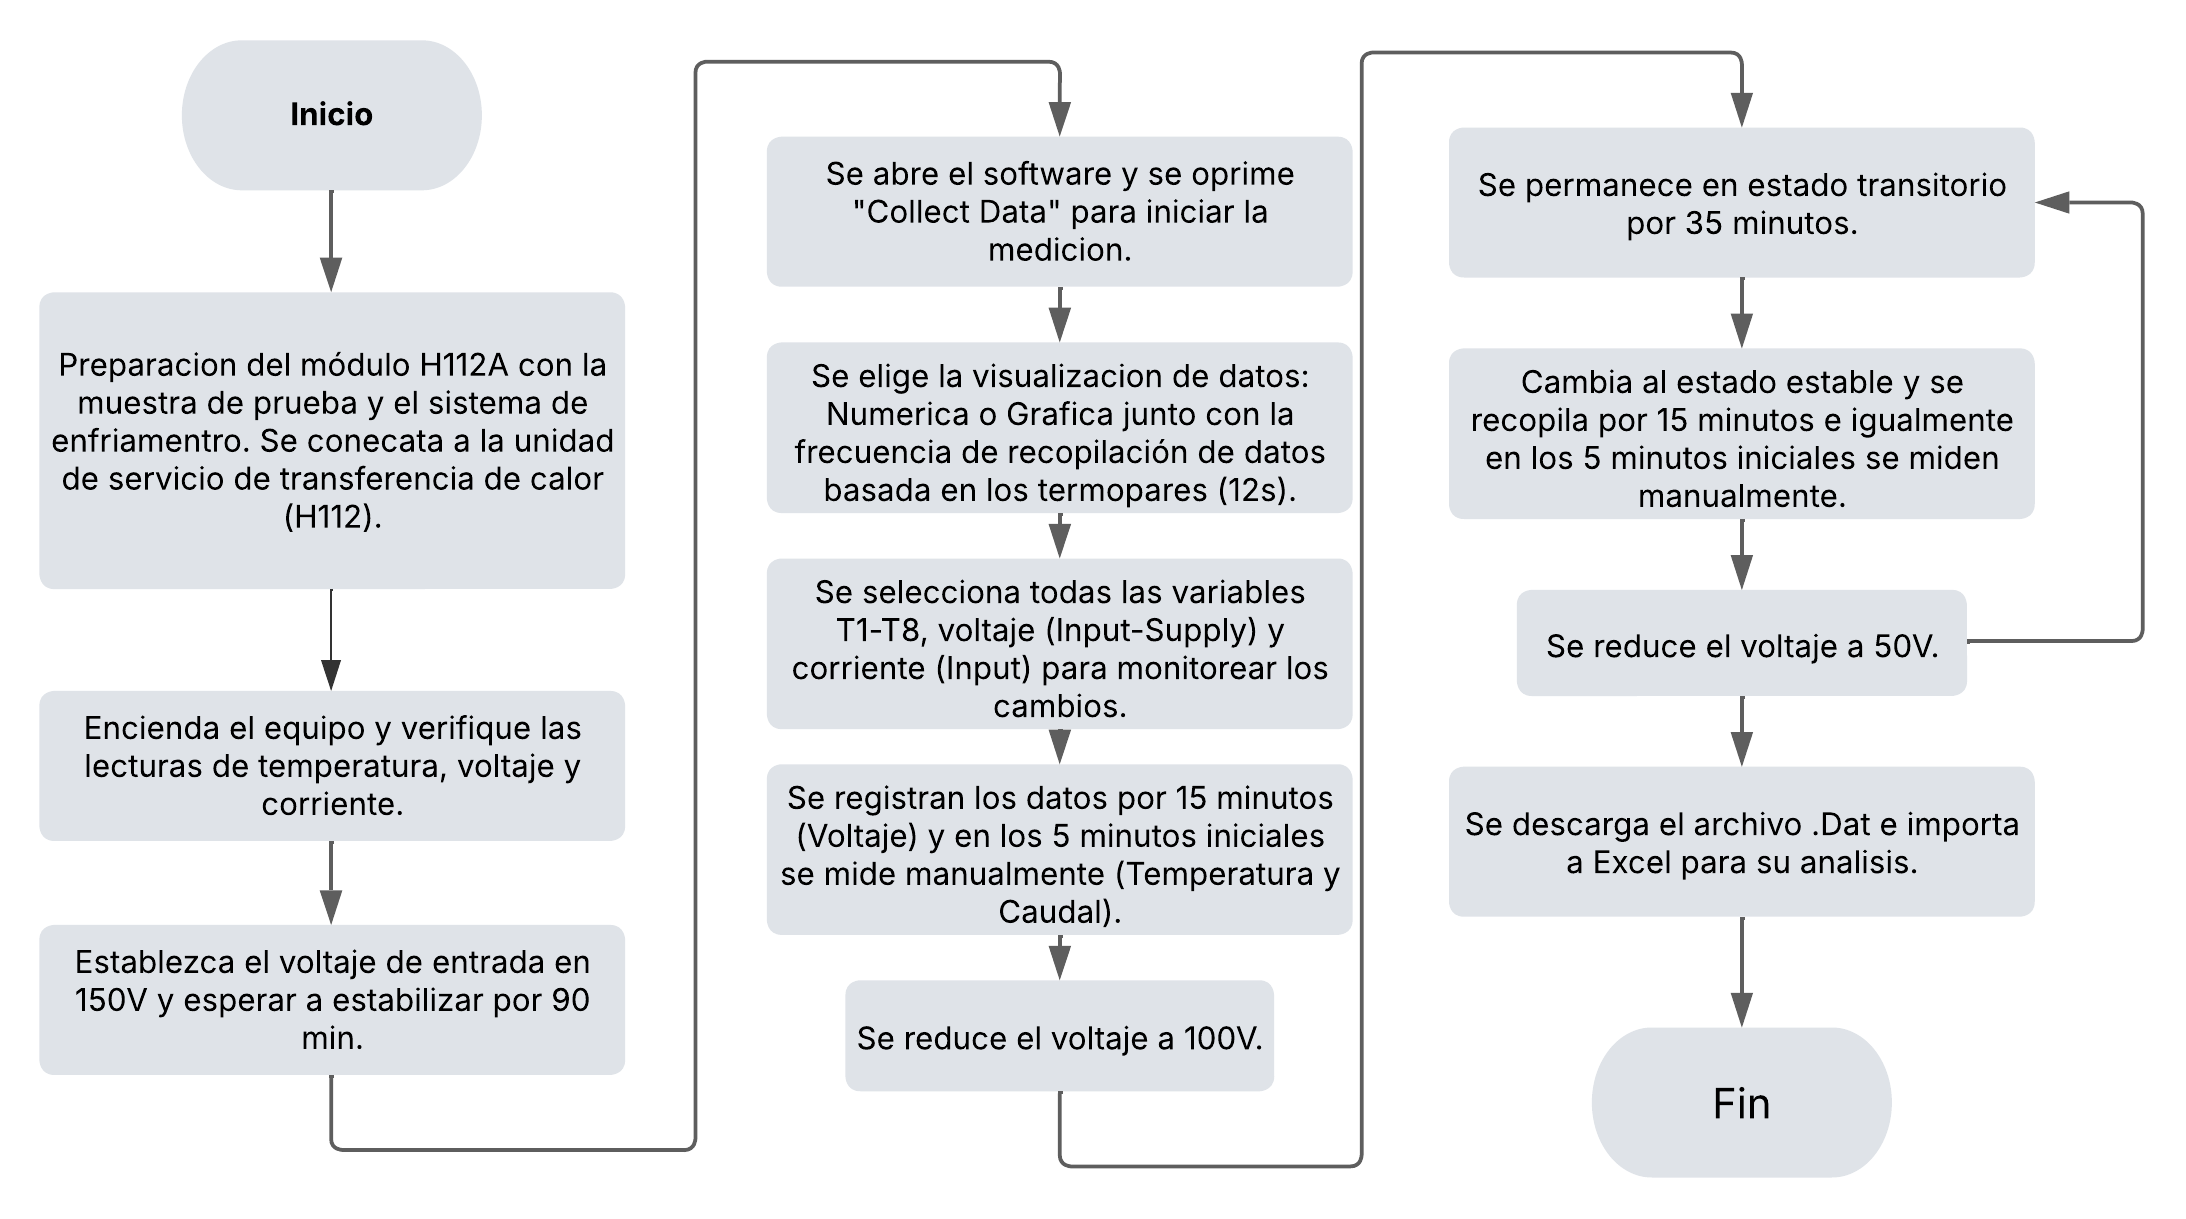 Inicio
Preparacion del módulo H112A con la
muestra de prueba y el sistema de
enfriamentro. Se conecata a la unidad
de servicio de transferencia de calor
(H112).
Encienda el equipo y verifique las
lecturas de temperatura, voltaje y
corriente.
Establezca el voltaje de entrada en
150V y esperar a estabilizar por 90
min.
Se abre el software y se oprime
"Collect Data" para iniciar la
medicion.
Se elige la visualizacion de datos:
Numerica o Grafica junto con la
frecuencia de recopilación de datos
basada en los termopares (12s).
Se selecciona todas las variables
T1-T8, voltaje (Input-Supply) y
corriente (Input) para monitorear los
cambios.
Se registran los datos por 15 minutos
(Voltaje) y en los 5 minutos iniciales
se mide manualmente (Temperatura y
Caudal).
Se reduce el voltaje a 100V.
Se permanece en estado transitorio
por 35 minutos.
Cambia al estado estable y se
recopila por 15 minutos e igualmente
en los 5 minutos iniciales se miden
manualmente.
Se reduce el voltaje a 50V.
Se descarga el archivo .Dat e importa
a Excel para su analisis.
Fin